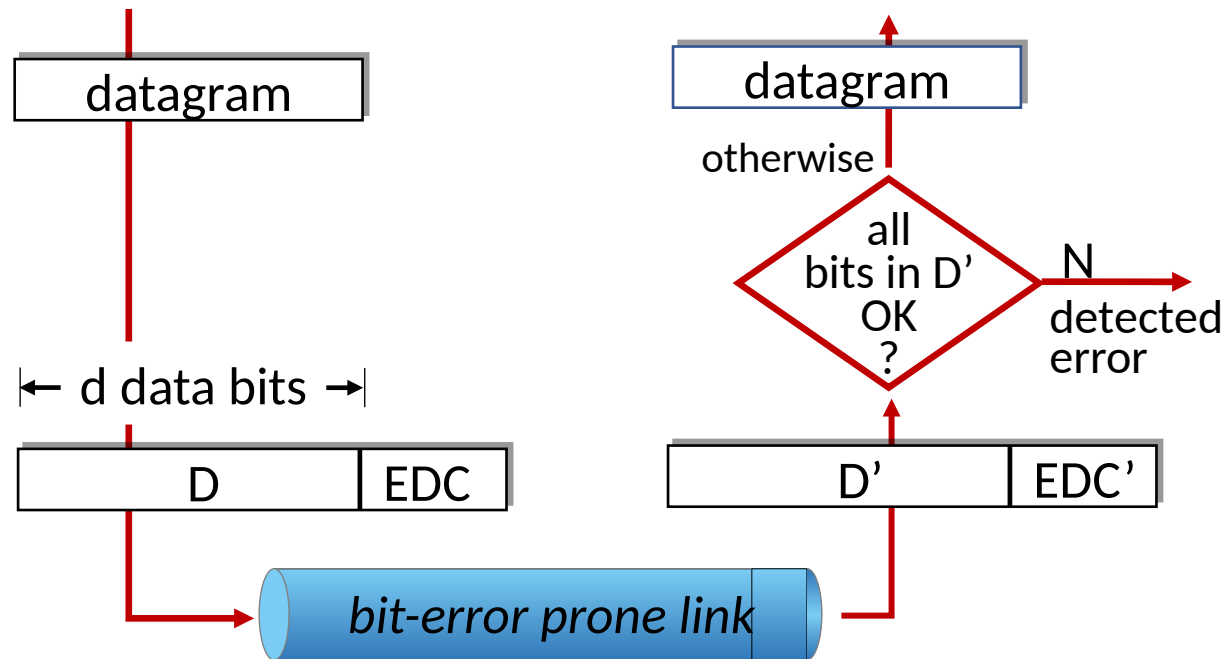 datagram
d data bits
D
EDC
bit-error prone link
datagram
otherwise
all
bits in D’
OK
?
N
detected
error
D’
EDC’